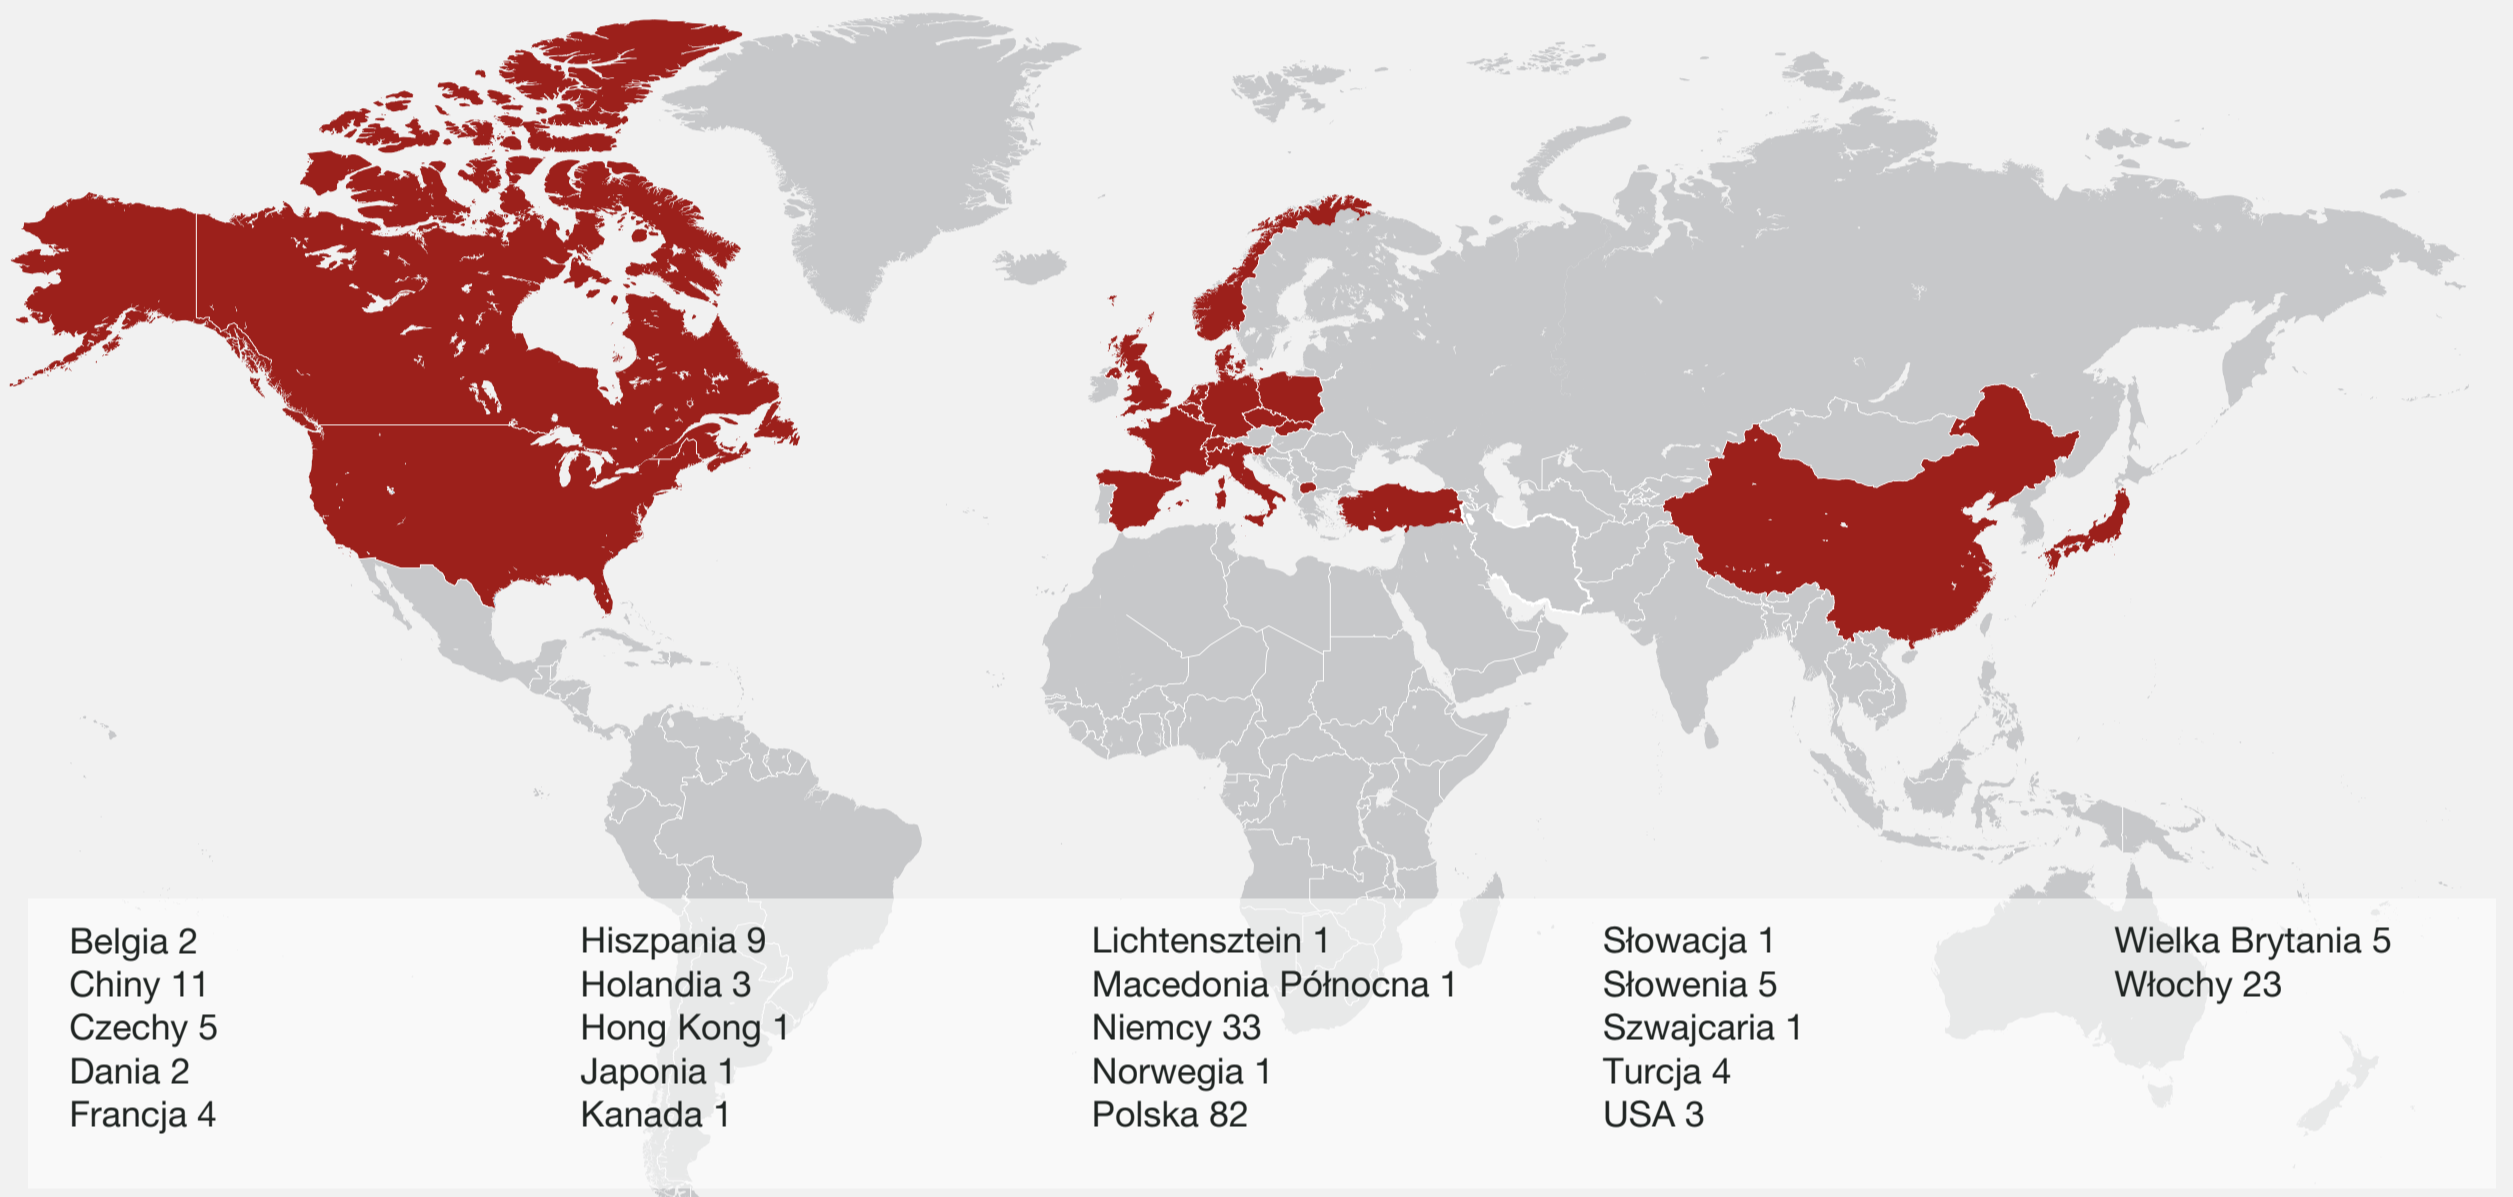 Belgia 2
Chiny 11
Czechy 5
Dania 2
Francja 4
Hiszpania 9
Holandia 3
Hong Kong 1
Japonia 1
Kanada 1
Lichtensztein 1
Macedonia Północna 1
Niemcy 33
Norwegia 1
Polska 82
Słowacja 1
Słowenia 5
Szwajcaria 1
Turcja 4
USA 3
Wielka Brytania 5
Włochy 23